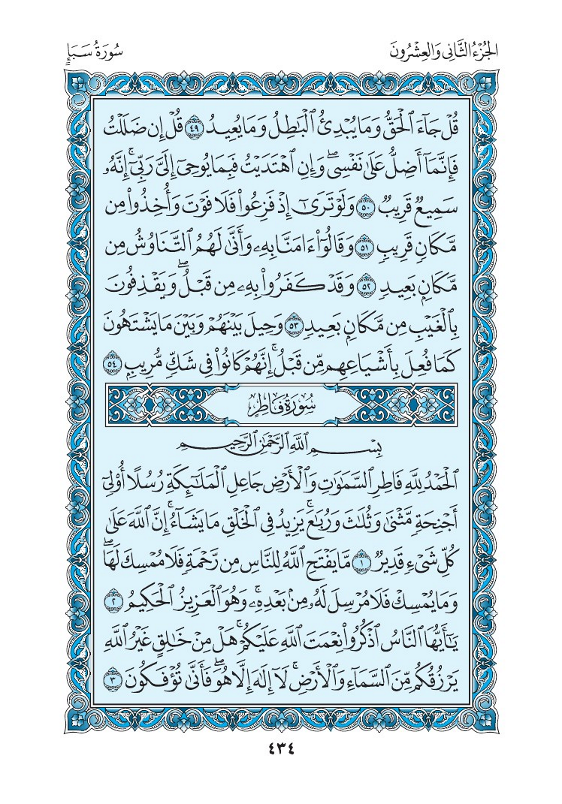 الجُزْءُ الثَّانِي وَالعِشْرُونَ
سُورَةُ سَبَإٍ
قُلْ جَآءَ ٱلْحَقُّ وَمَا يُبْدِئُ ٱلْبَٰطِلُ وَمَا يُعِيدُ ٤٩ قُلْ إِن ضَلَلْتُ
فَإِنَّمَآ أَضِلُّ عَلَىٰ نَفْسِىۖ وَإِنِ ٱهْتَدَيْتُ فَبِمَا يُوحِىٓ إِلَىَّ رَبِّىٓۚ إِنَّهُۥ
سَمِيعٌ قَرِيبٌ ٥٠ وَلَوْ تَرَىٰٓ إِذْ فَزِعُوا۟ فَلَا فَوْتَ وَأُخِذُوا۟ مِن
مَّكَانٍ قَرِيبٍ ٥١ وَقَالُوٓا۟ ءَامَنَّا بِهِۦ وَأَنَّىٰ لَهُمُ ٱلتَّنَاوُشُ مِن
مَّكَانٍۭ بَعِيدٍ ٥٢ وَقَدْ كَفَرُوا۟ بِهِۦ مِن قَبْلُۖ وَيَقْذِفُونَ
بِٱلْغَيْبِ مِن مَّكَانٍۭ بَعِيدٍ ٥٣ وَحِيلَ بَيْنَهُمْ وَبَيْنَ مَا يَشْتَهُونَ
كَمَا فُعِلَ بِأَشْيَاعِهِم مِّن قَبْلُۚ إِنَّهُمْ كَانُوا۟ فِى شَكٍّ مُّرِيبٍۭ ٥٤
سُورَةُ فَاطِرٍ
بِسْمِ ٱللَّهِ ٱلرَّحْمَٰنِ ٱلرَّحِيمِ
ٱلْحَمْدُ لِلَّهِ فَاطِرِ ٱلسَّمَٰوَٰتِ وَٱلْأَرْضِ جَاعِلِ ٱلْمَلَٰٓئِكَةِ رُسُلًا أُو۟لِىٓ
أَجْنِحَةٍ مَّثْنَىٰ وَثُلَٰثَ وَرُبَٰعَۚ يَزِيدُ فِى ٱلْخَلْقِ مَا يَشَآءُۚ إِنَّ ٱللَّهَ عَلَىٰ
كُلِّ شَىْءٍ قَدِيرٌ ١ مَّا يَفْتَحِ ٱللَّهُ لِلنَّاسِ مِن رَّحْمَةٍ فَلَا مُمْسِكَ لَهَاۖ
وَمَا يُمْسِكْ فَلَا مُرْسِلَ لَهُۥ مِنۢ بَعْدِهِۦۚ وَهُوَ ٱلْعَزِيزُ ٱلْحَكِيمُ ٢
يَٰٓأَيُّهَا ٱلنَّاسُ ٱذْكُرُوا۟ نِعْمَتَ ٱللَّهِ عَلَيْكُمْۚ هَلْ مِنْ خَٰلِقٍ غَيْرُ ٱللَّهِ
يَرْزُقُكُم مِّنَ ٱلسَّمَآءِ وَٱلْأَرْضِۚ لَآ إِلَٰهَ إِلَّا هُوَۖ فَأَنَّىٰ تُؤْفَكُونَ ٣
٤٣٤